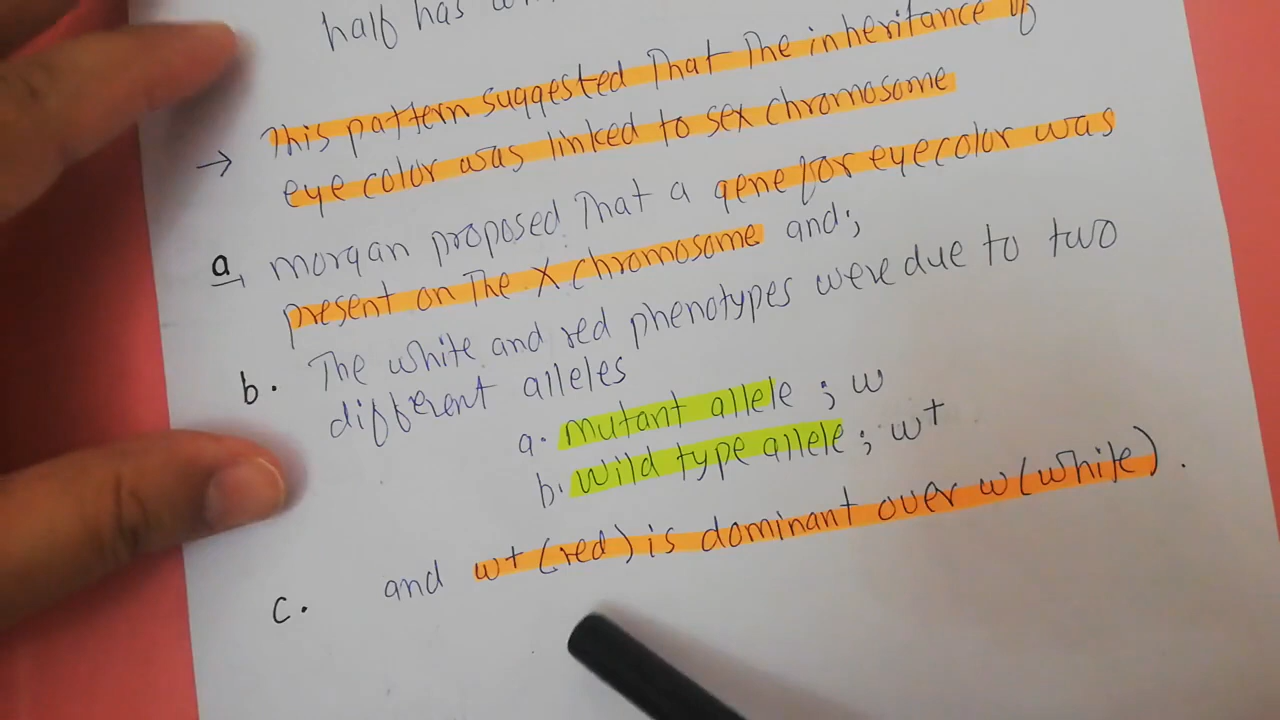 half has
This pattern suggested That The inheritance of
→ eye color was linked to sex chromosome
a, morgan proposed That a gene for eyecolor was
present on The X chromosome and;
b. The white and red phenotypes were due to two
different alleles
a. mutant allele ; w
b. wild type allele ; w+
c. and w+ (red) is dominant over w (white).